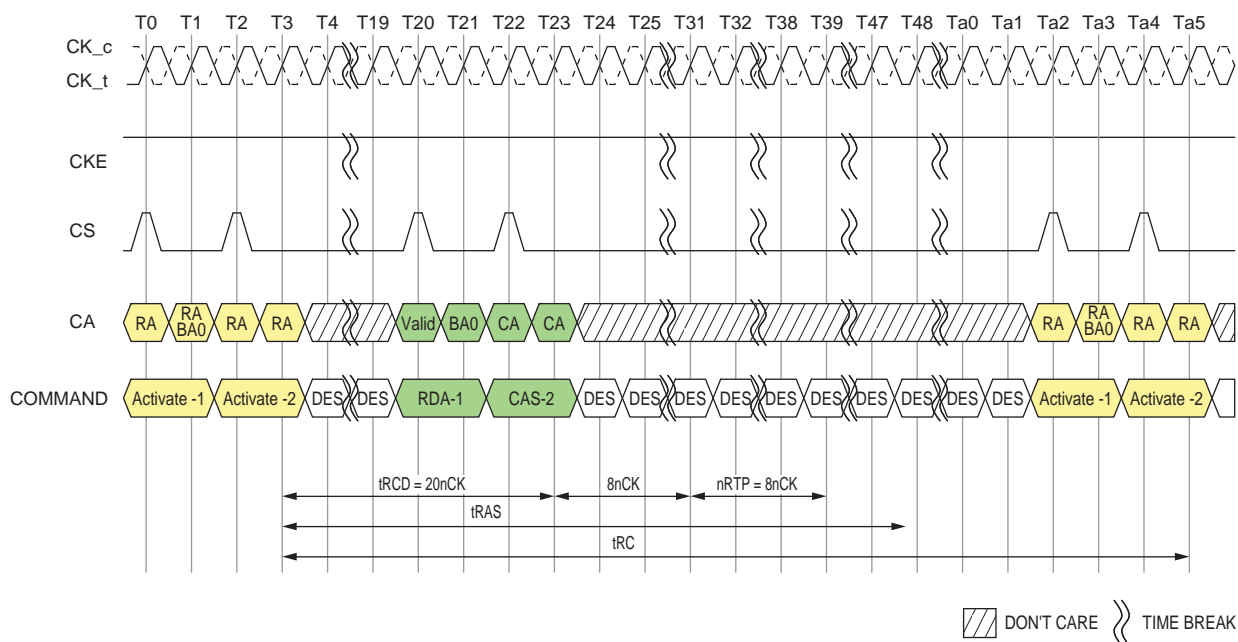 T0 T1 T2 T3 T4 T19 T20 T21 T22 T23 T24 T25 T31 T32 T38 T39 T47 T48 Ta0 Ta1 Ta2 Ta3 Ta4 Ta5
CK_c
CK_t
CKE
CS
CA RA RA BA0 RA RA Valid BA0 CA CA RA RA BA0 RA RA
COMMAND Activate -1 Activate -2 DES DES RDA-1 CAS-2 DES DES DES DES DES DES DES DES DES DES Activate -1 Activate -2
tRCD = 20nCK 8nCK nRTP = 8nCK
tRAS
tRC
DON'T CARE TIME BREAK